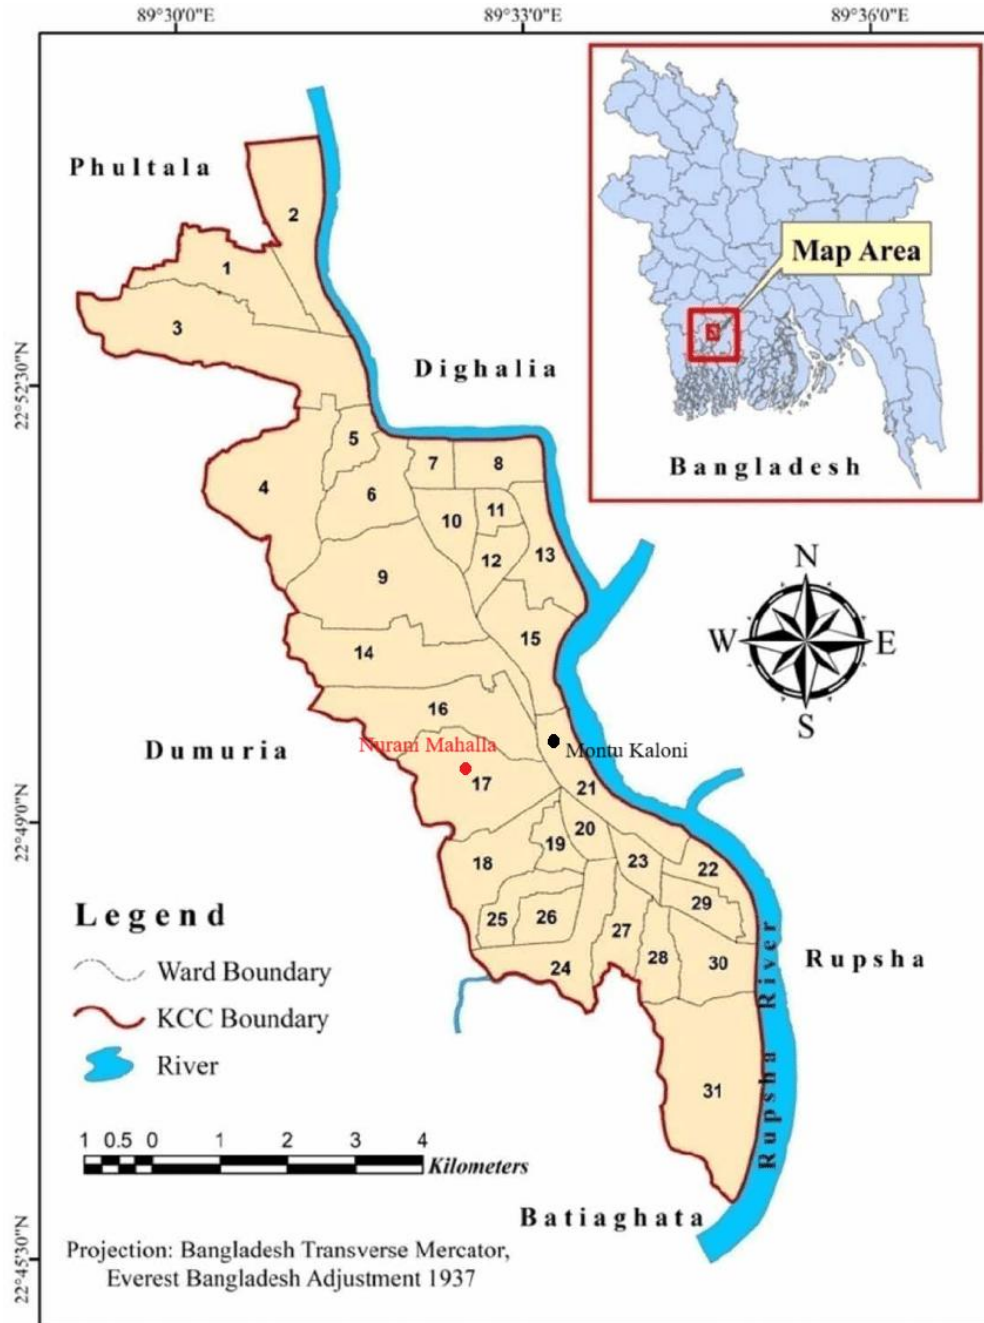 89°30'0"E 89°33'0"E 89°36'0"E
Phultala
2
1
3
Map Area
Bangladesh
22°52'30"N
Dighalia
5
7
8
4
6
10
11
12
13
9
N
W E
S
15
14
16
Dumuria
Nurani Mahalla
Montu Kaloni
17
21
22°49'0"N
20
19
18
23
22
29
25
26
27
28
30
24
Rupsha
Rupsha River
31
Legend
Ward Boundary
KCC Boundary
River
1 0.5 0 1 2 3 4
Kilometers
Batiaghata
22°45'30"N
Projection: Bangladesh Transverse Mercator,
Everest Bangladesh Adjustment 1937